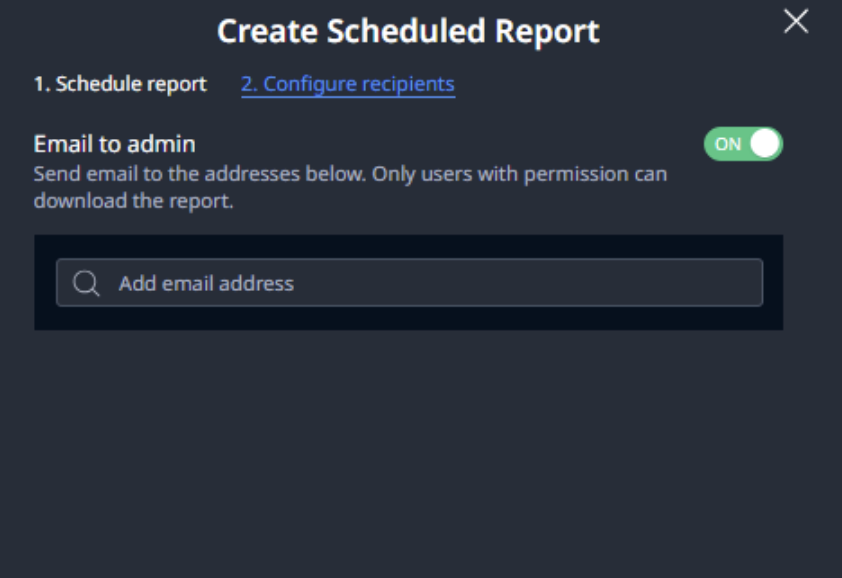 Create Scheduled Report
1. Schedule report 2. Configure recipients
Email to admin
ON
Send email to the addresses below. Only users with permission can
download the report.
Add email address